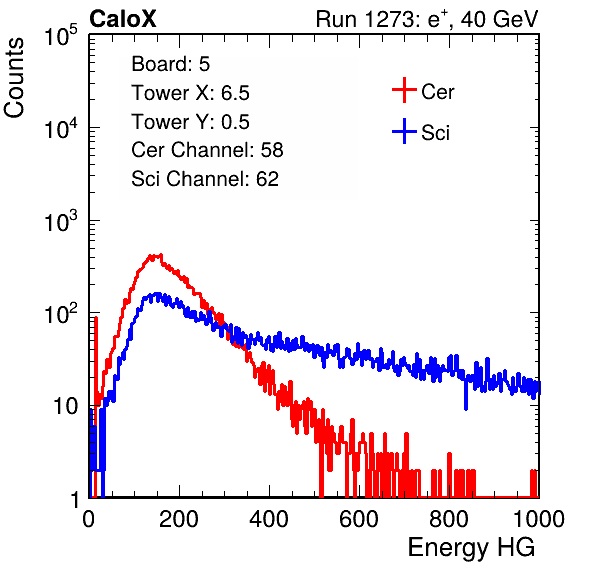 CaloX Run 1273: e⁺, 40 GeV
Counts
10⁵
10⁴
10³
10²
10
1
Board: 5
Tower X: 6.5
Tower Y: 0.5
Cer Channel: 58
Sci Channel: 62
Cer
Sci
0 200 400 600 800 1000
Energy HG